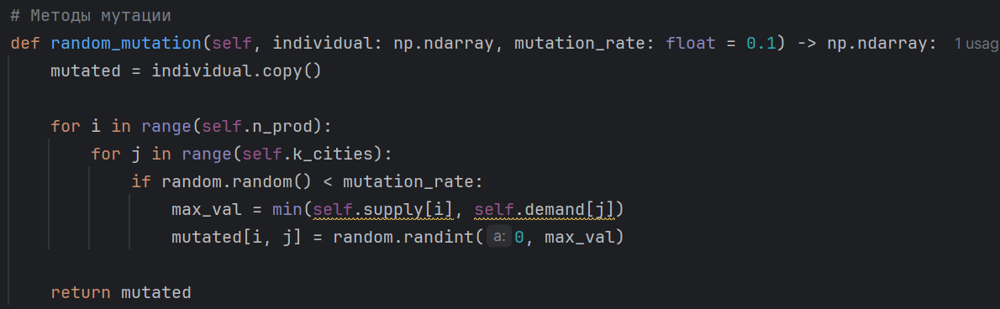 # Методы мутации
def random_mutation(self, individual: np.ndarray, mutation_rate: float = 0.1) -> np.ndarray: 1 usag
    mutated = individual.copy()

    for i in range(self.n_prod):
        for j in range(self.k_cities):
            if random.random() < mutation_rate:
                max_val = min(self.supply[i], self.demand[j])
                mutated[i, j] = random.randint(a: 0, max_val)

    return mutated